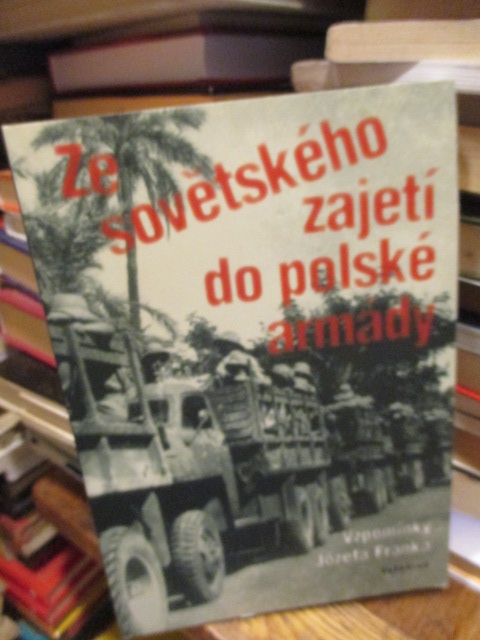 Ze
sovětského
zajetí
do polské
armády
Vzpomínky
Józefa Franka